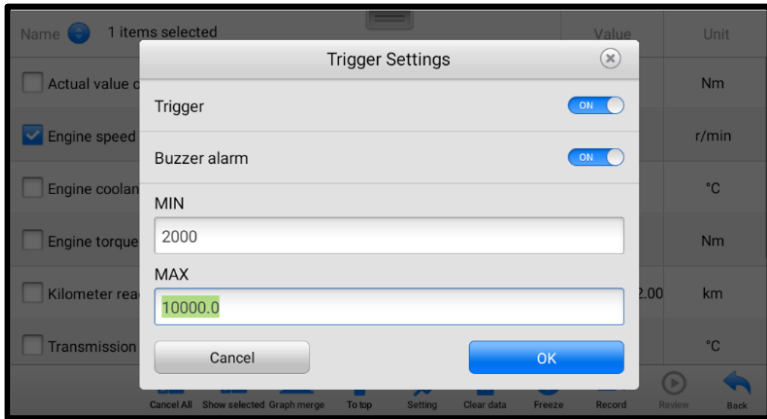 Name 1 items selected Value Unit
Trigger Settings
Actual value o Nm
Trigger ON
Engine speed r/min
Buzzer alarm ON
Engine coolan °C
MIN
2000
Engine torque Nm
MAX
10000.0
Kilometer rea 2.00 km
Transmission °C
Cancel OK
Cancel All Show selected Graph merge To top Setting Clear data Freeze Record Review Back